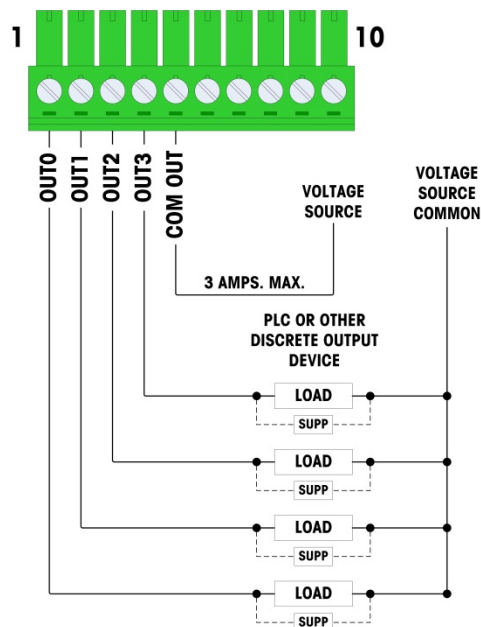 1
10
OUT0
OUT1
OUT2
OUT3
COM OUT
VOLTAGE
SOURCE
VOLTAGE
SOURCE
COMMON
3 AMPS. MAX.
PLC OR OTHER
DISCRETE OUTPUT
DEVICE
LOAD
SUPP
LOAD
SUPP
LOAD
SUPP
LOAD
SUPP